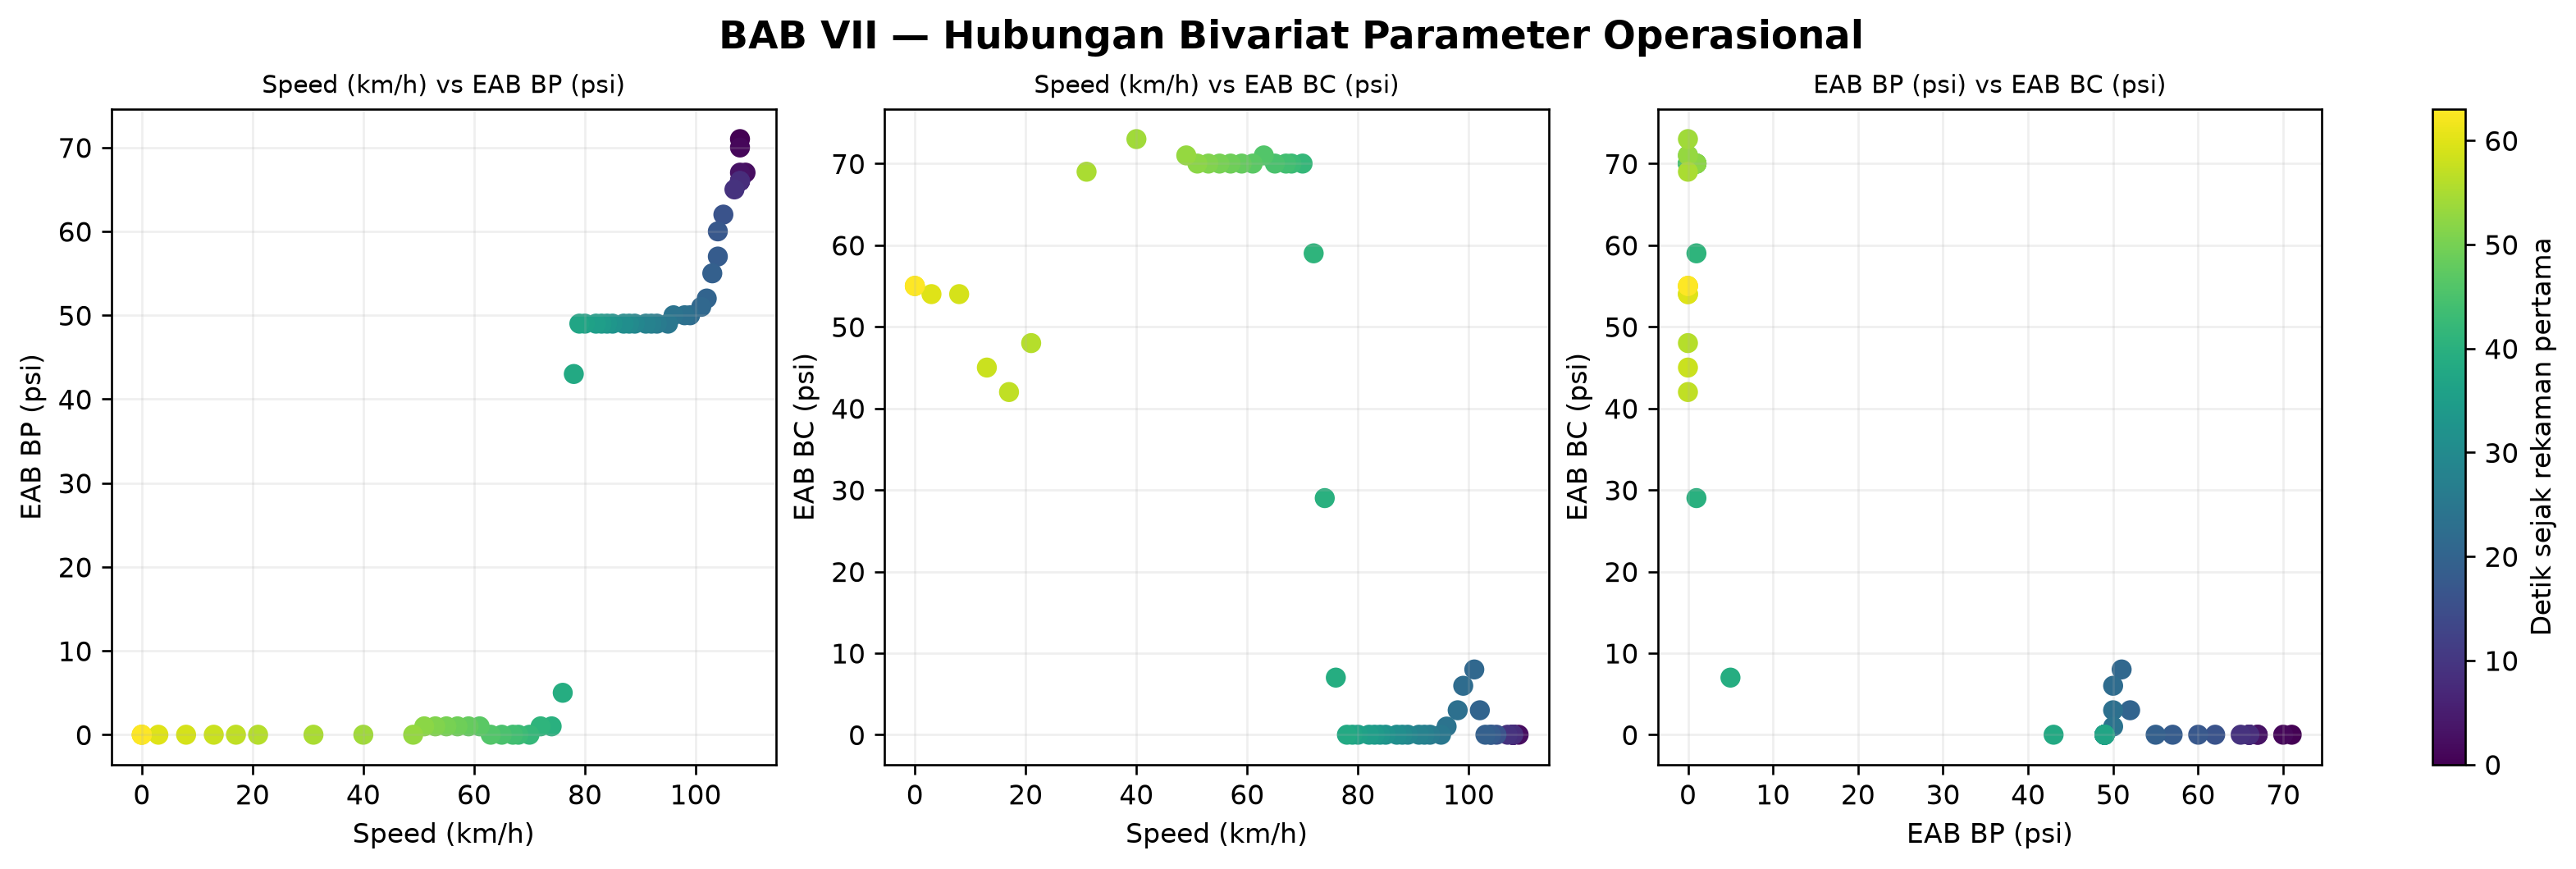 BAB VII — Hubungan Bivariat Parameter Operasional
Speed (km/h) vs EAB BP (psi)
EAB BP (psi)
70
60
50
40
30
20
10
0
0 20 40 60 80 100
Speed (km/h)
Speed (km/h) vs EAB BC (psi)
EAB BC (psi)
70
60
50
40
30
20
10
0
0 20 40 60 80 100
Speed (km/h)
EAB BP (psi) vs EAB BC (psi)
EAB BC (psi)
70
60
50
40
30
20
10
0
0 10 20 30 40 50 60 70
EAB BP (psi)
60
50
40
30
20
10
0
Detik sejak rekaman pertama